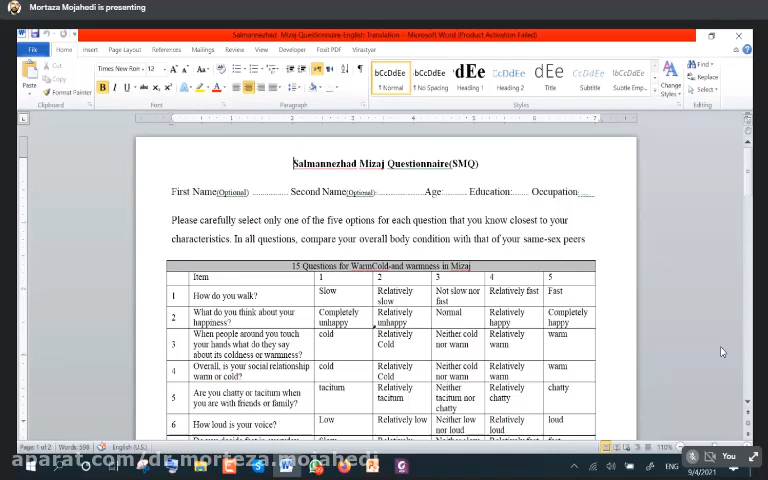 Mortaza Mojahedi is presenting
Salmannezhad Mizaj Questionnaire English Translation - Microsoft Word (Product Activation Failed)
File Home Insert Page Layout References Mailings Review View Developer Foxit PDF Virastyar
Paste
Cut
Copy
Format Painter
Clipboard
Times New Ron 12
Font
Paragraph
AaBbCcDdEe
¶ Normal
¶ No Spacing
Heading 1
Heading 2
Title
Subtitle
Subtle Emp...
Styles
Change Styles
Find
Replace
Select
Editing
Salmannezhad Mizaj Questionnaire(SMQ)
First Name(Optional) .................. Second Name(Optional):........................Age:.......... Education:....... Occupation:......
Please carefully select only one of the five options for each question that you know closest to your
characteristics. In all questions, compare your overall body condition with that of your same-sex peers
15 Questions for WarmCold-and warmness in Mizaj
Item 1 2 3 4 5
1 How do you walk? Slow Relatively slow Not slow nor fast Relatively fast Fast
2 What do you think about your happiness? Completely unhappy Relatively unhappy Normal Relatively happy Completely happy
3 When people around you touch your hands what do they say about its coldness or warmness? cold Relatively Cold Neither cold nor warm Relatively warm warm
4 Overall, is your social relationship warm or cold? cold Relatively Cold Neither cold nor warm Relatively warm warm
5 Are you chatty or taciturn when you are with friends or family? taciturn Relatively taciturn Neither taciturn nor chatty Relatively chatty chatty
6 How loud is your voice? Low Relatively low Neither low nor loud Relatively loud loud
Page: 1 of 2 Words: 598 English (U.S.) 110%
You
aparat.com/dr.morteza.mojahedi
ENG
9/4/2021